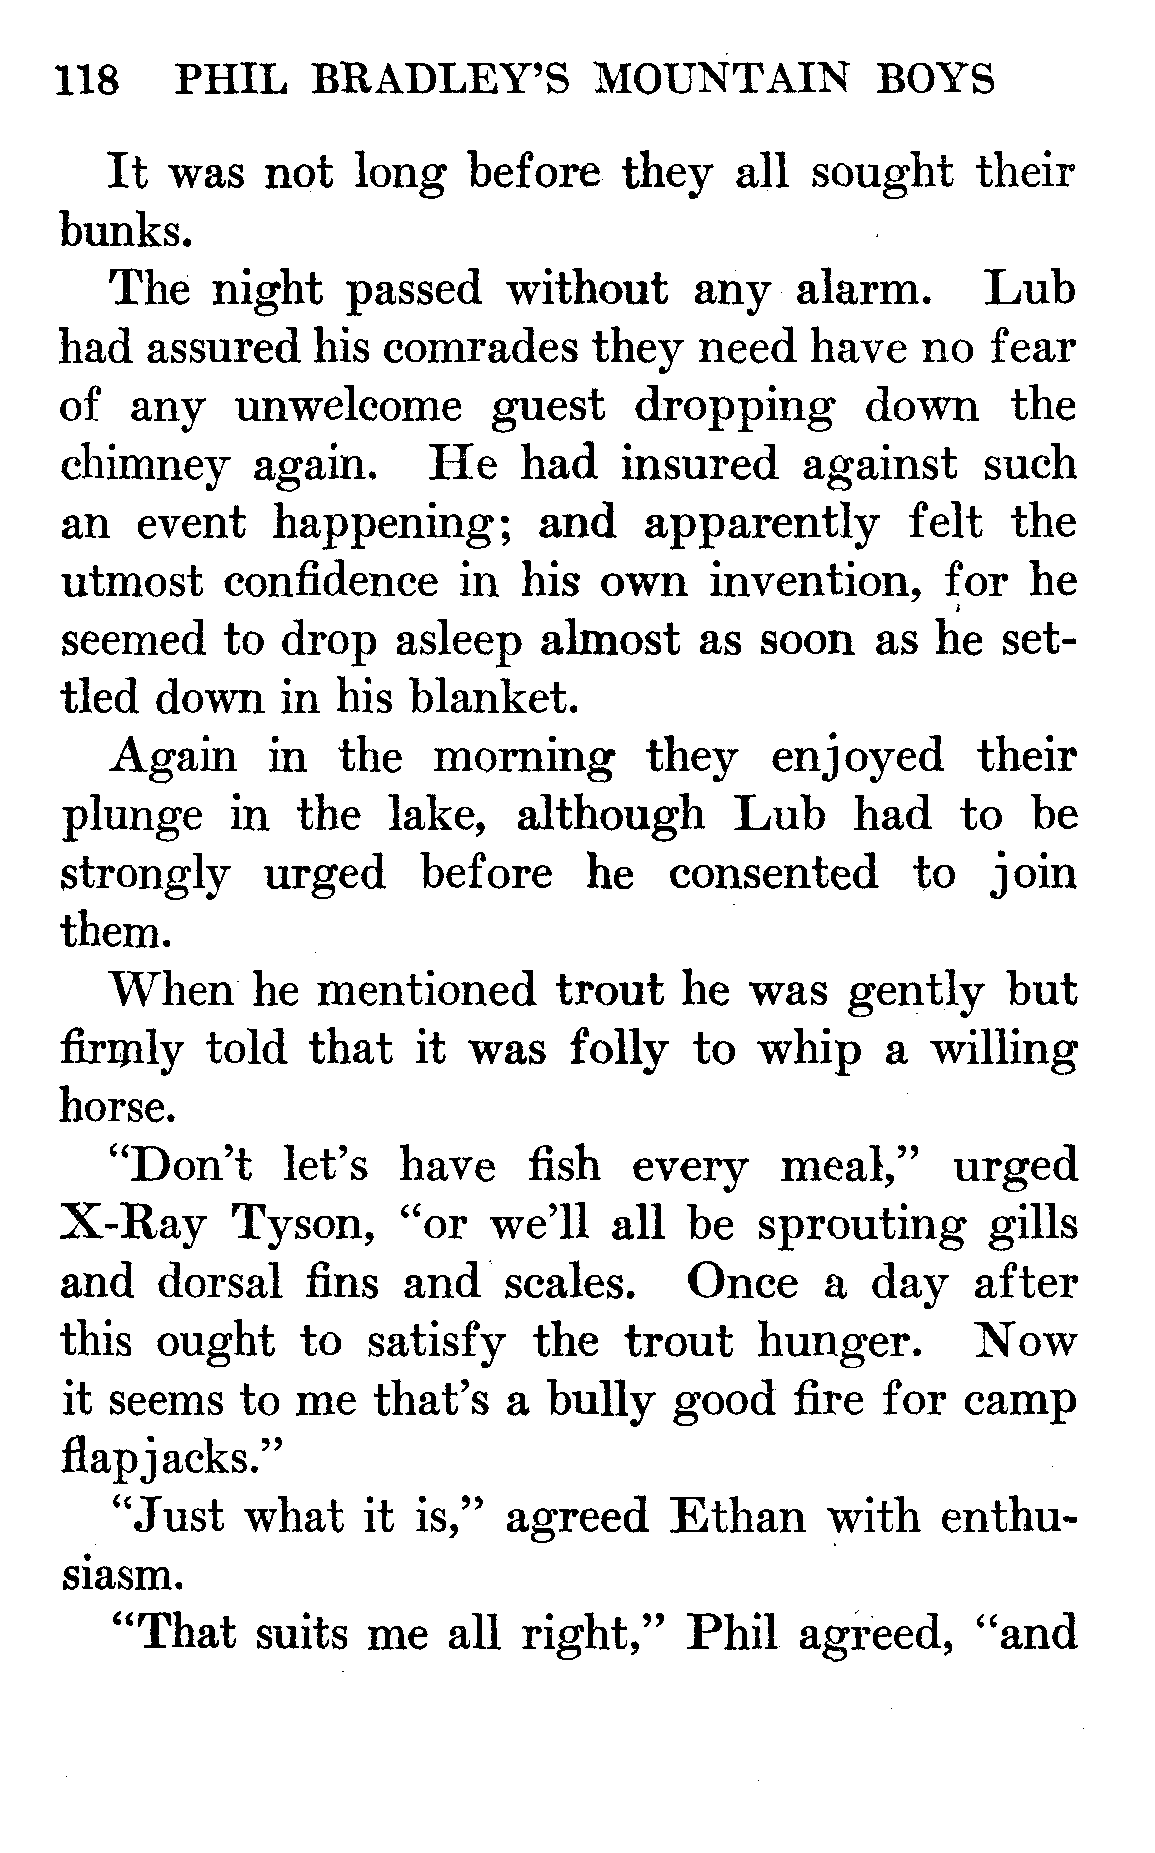 118 PHIL BRADLEY'S MOUNTAIN BOYS
It was not long before they all sought their
bunks.
The night passed without any alarm. Lub
had assured his comrades they need have no fear
of any unwelcome guest dropping down the
chimney again. He had insured against such
an event happening; and apparently felt the
utmost confidence in his own invention, for he
seemed to drop asleep almost as soon as he set-
tled down in his blanket.
Again in the morning they enjoyed their
plunge in the lake, although Lub had to be
strongly urged before he consented to join
them.
When he mentioned trout he was gently but
firmly told that it was folly to whip a willing
horse.
"Don't let's have fish every meal," urged
X-Ray Tyson, "or we'll all be sprouting gills
and dorsal fins and scales. Once a day after
this ought to satisfy the trout hunger. Now
it seems to me that's a bully good fire for camp
flapjacks."
"Just what it is," agreed Ethan with enthu-
siasm.
"That suits me all right," Phil agreed, "and